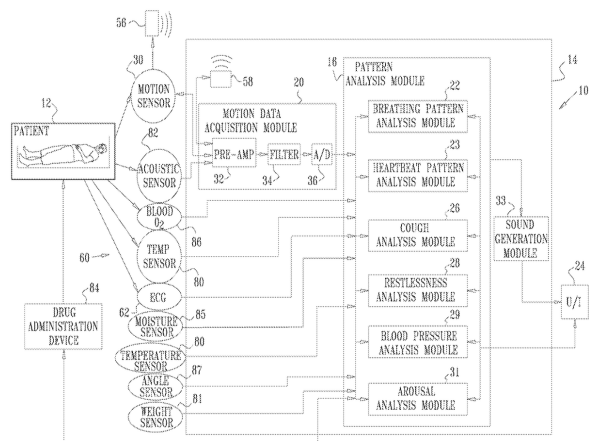 56
30
MOTION
SENSOR
58
20
MOTION DATA
ACQUISITION MODULE
PRE-AMP
FILTER
A/D
32
34
36
16
PATTERN
ANALYSIS MODULE
22
BREATHING PATTERN
ANALYSIS MODULE
23
HEARTBEAT PATTERN
ANALYSIS MODULE
26
COUGH
ANALYSIS MODULE
28
RESTLESSNESS
ANALYSIS MODULE
29
BLOOD PRESSURE
ANALYSIS MODULE
31
AROUSAL
ANALYSIS MODULE
14
10
33
SOUND
GENERATION
MODULE
24
U/I
12
PATIENT
82
ACOUSTIC
SENSOR
BLOOD
O2
86
TEMP
SENSOR
80
60
ECG
62
85
MOISTURE
SENSOR
80
TEMPERATURE
SENSOR
87
ANGLE
SENSOR
81
WEIGHT
SENSOR
84
DRUG
ADMINISTRATION
DEVICE